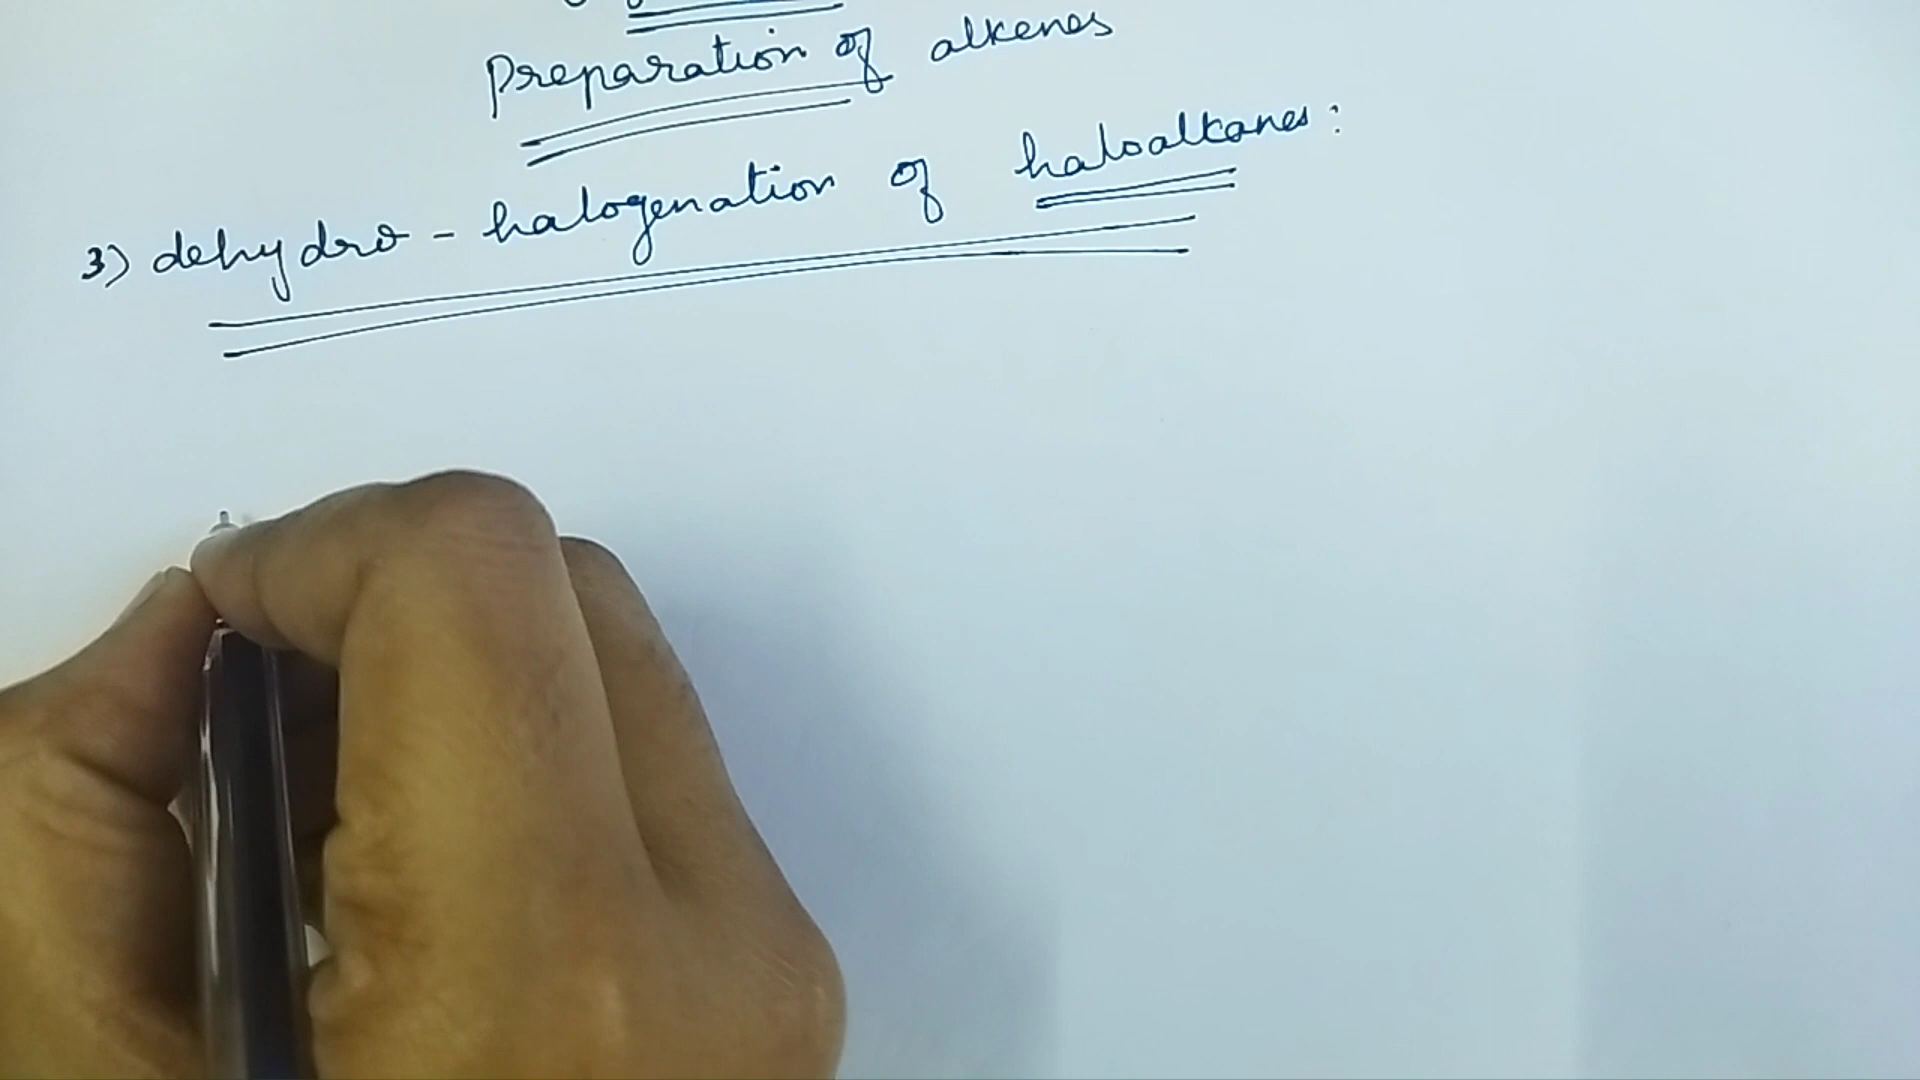 Preparation of alkenes
3) dehydro - halogenation of haloalkanes :